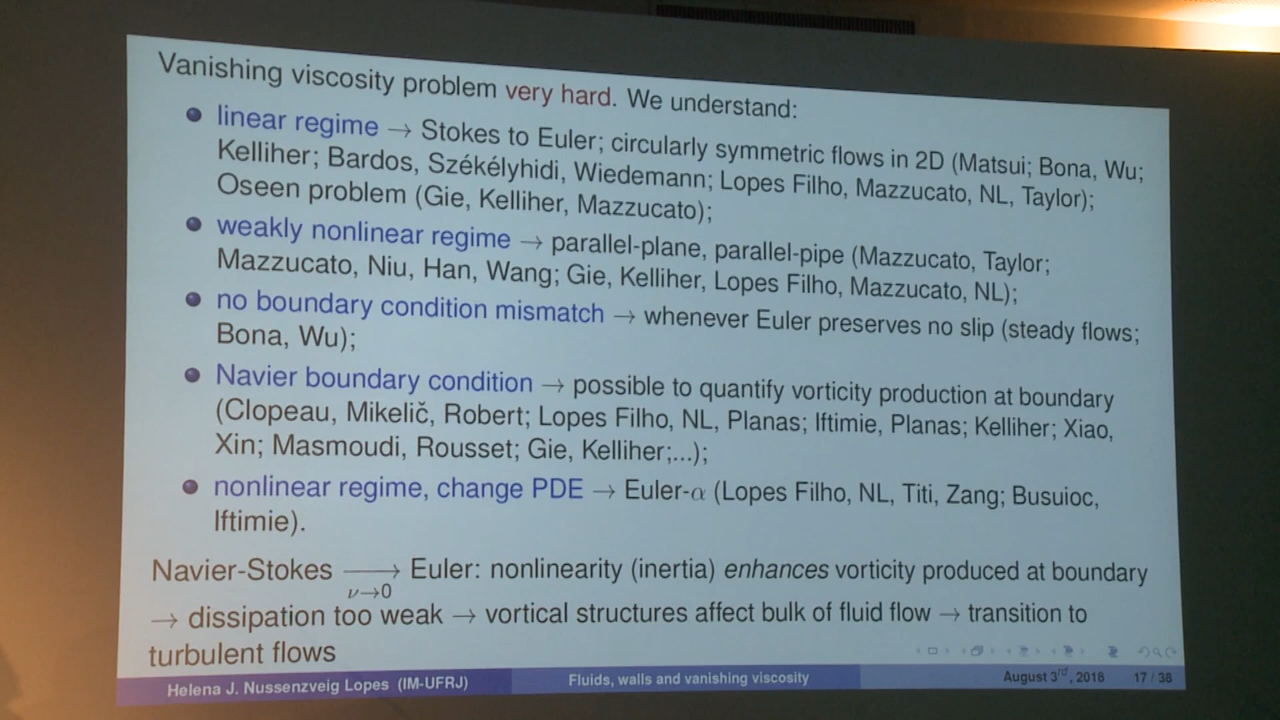 Vanishing viscosity problem very hard. We understand:
linear regime → Stokes to Euler; circularly symmetric flows in 2D (Matsui; Bona, Wu;
Kelliher; Bardos, Székélyhidi, Wiedemann; Lopes Filho, Mazzucato, NL, Taylor);
Oseen problem (Gie, Kelliher, Mazzucato);
weakly nonlinear regime → parallel-plane, parallel-pipe (Mazzucato, Taylor;
Mazzucato, Niu, Han, Wang; Gie, Kelliher, Lopes Filho, Mazzucato, NL);
no boundary condition mismatch → whenever Euler preserves no slip (steady flows;
Bona, Wu);
Navier boundary condition → possible to quantify vorticity production at boundary
(Clopeau, Mikelič, Robert; Lopes Filho, NL, Planas; Iftimie, Planas; Kelliher; Xiao,
Xin; Masmoudi, Rousset; Gie, Kelliher;...);
nonlinear regime, change PDE → Euler-α (Lopes Filho, NL, Titi, Zang; Busuioc,
Iftimie).
Navier-Stokes ⟶ Euler: nonlinearity (inertia) enhances vorticity produced at boundary
ν→0
→ dissipation too weak → vortical structures affect bulk of fluid flow → transition to
turbulent flows
Helena J. Nussenzveig Lopes (IM-UFRJ) Fluids, walls and vanishing viscosity August 3rd, 2018 17 / 38